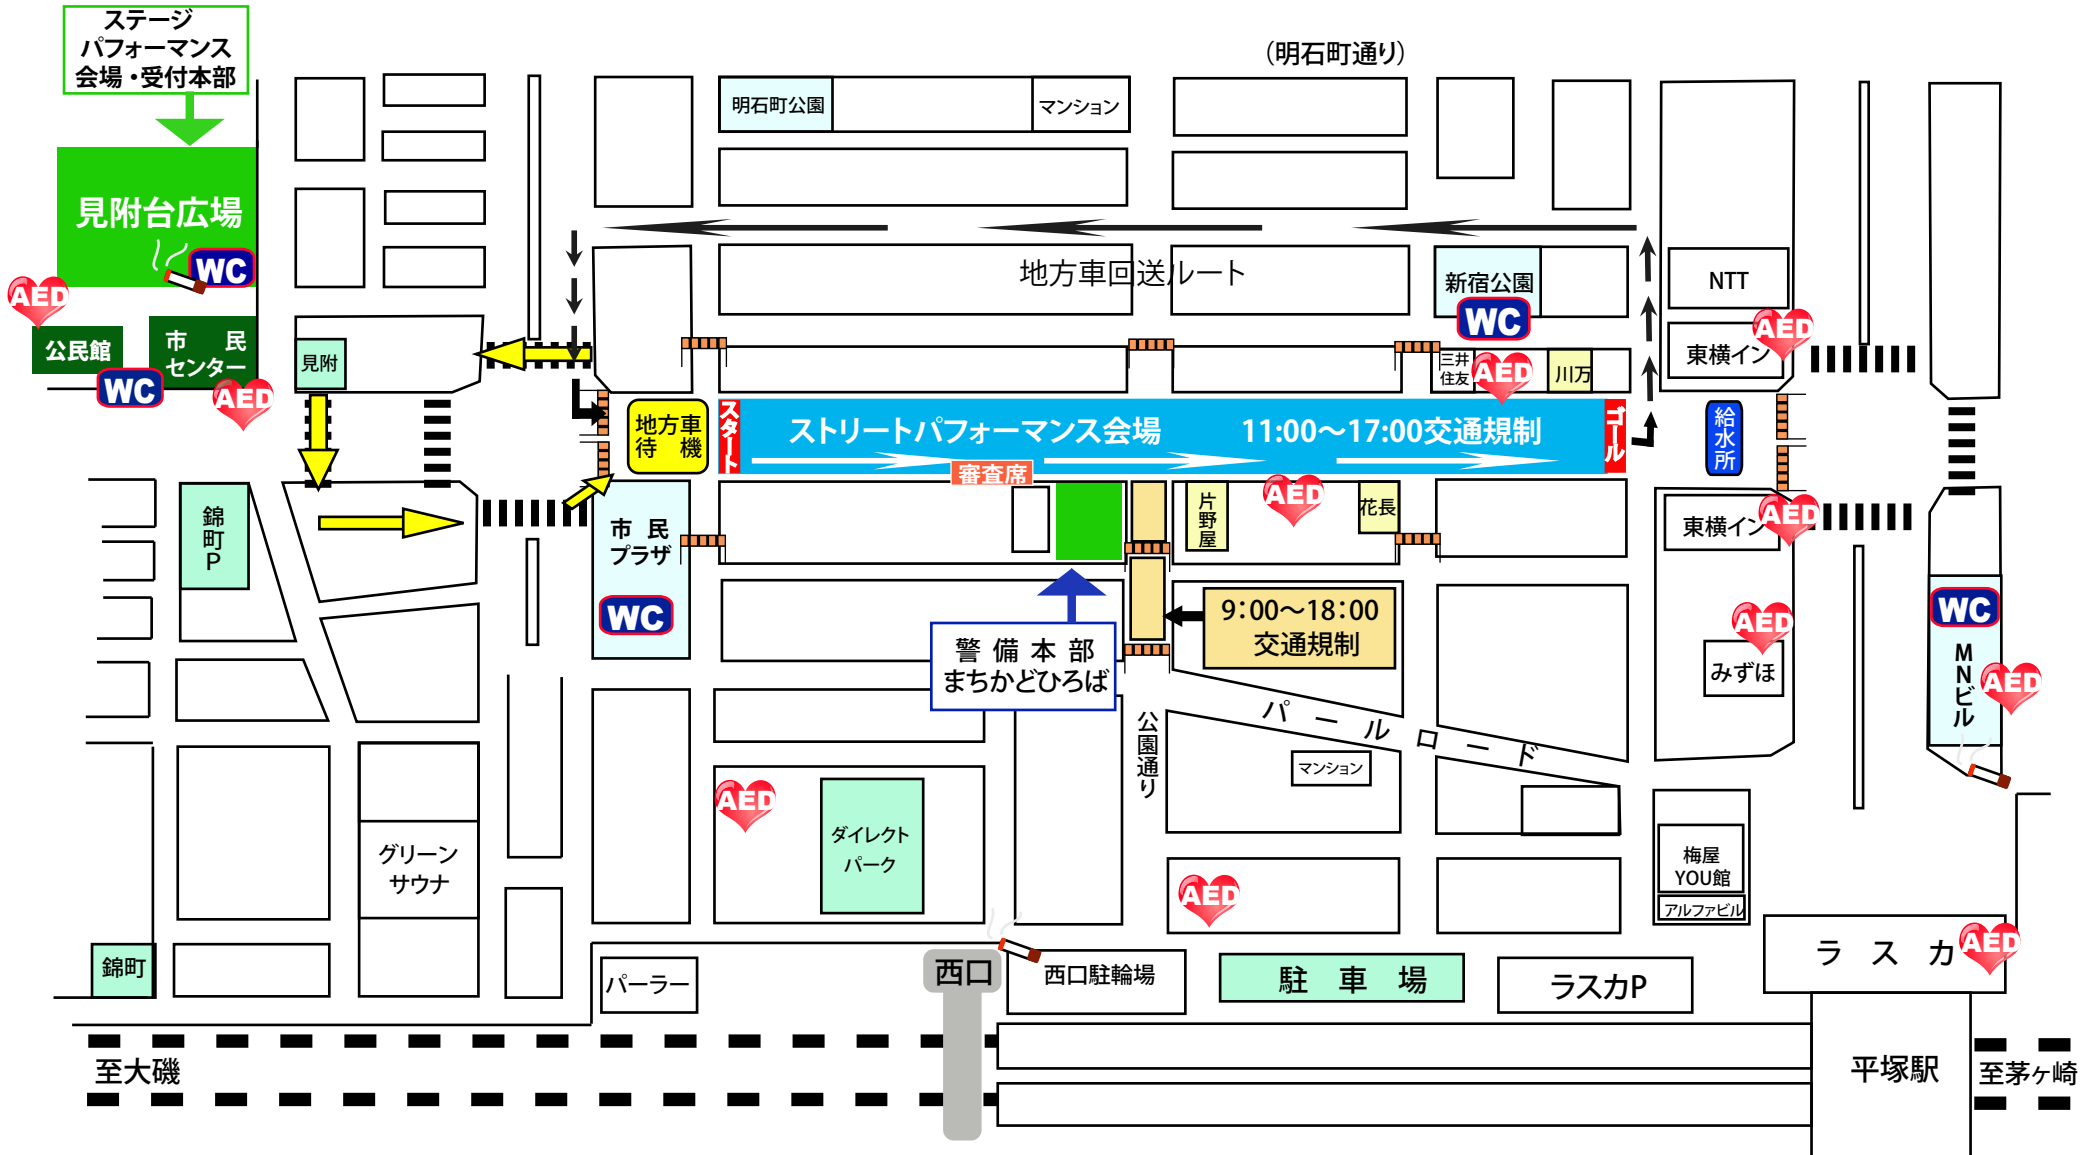 ステージ
パフォーマンス
会場・受付本部
(明石町通り)
明石町公園
マンション
見附台広場
WC
AED
公民館
市　民
センター
WC
AED
見附
地方車回送ルート
新宿公園
WC
NTT
東横イン
AED
三井
住友
AED
川万
地方車
待　機
スタート
ストリートパフォーマンス会場　11:00〜17:00交通規制
ゴール
給水所
審査席
錦町P
市　民
プラザ
WC
片野屋
AED
花長
東横イン
AED
9:00〜18:00
交通規制
警 備 本 部
まちかどひろば
AED
みずほ
WC
MNビル
AED
公園通り
パールロード
マンション
AED
ダイレクト
パーク
グリーン
サウナ
AED
梅屋
YOU館
アルファビル
錦町
パーラー
西口
西口駐輪場
駐　車　場
ラスカP
ラ　ス　カ
AED
至大磯
平塚駅
至茅ヶ崎